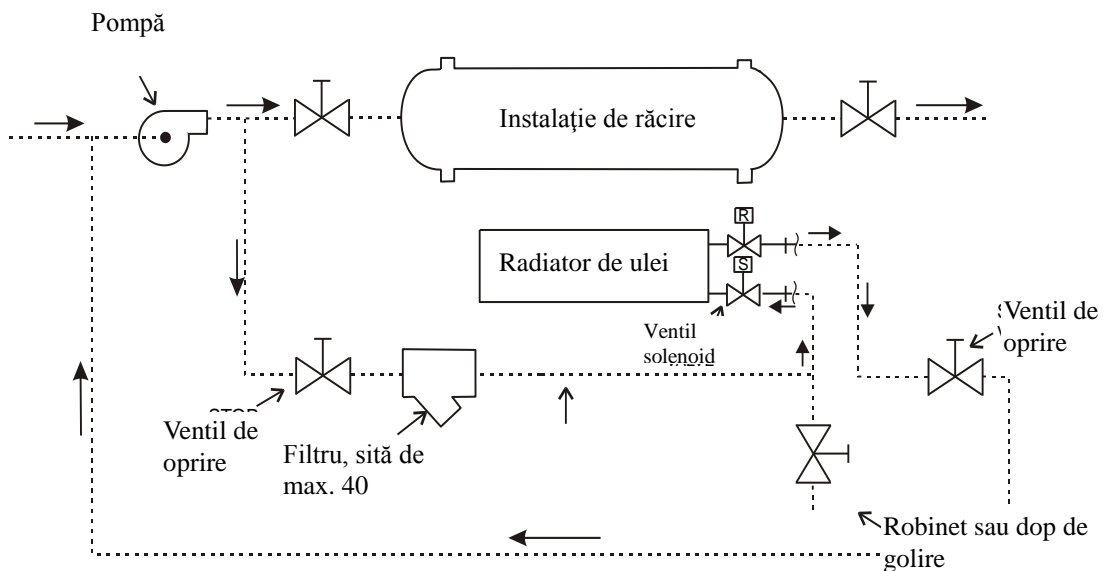 Pompă
Instalaţie de răcire
R
Radiator de ulei
S
Ventil
solenoid
Ventil de
oprire
Ventil de
oprire
Filtru, sită de
max. 40
Robinet sau dop de
golire